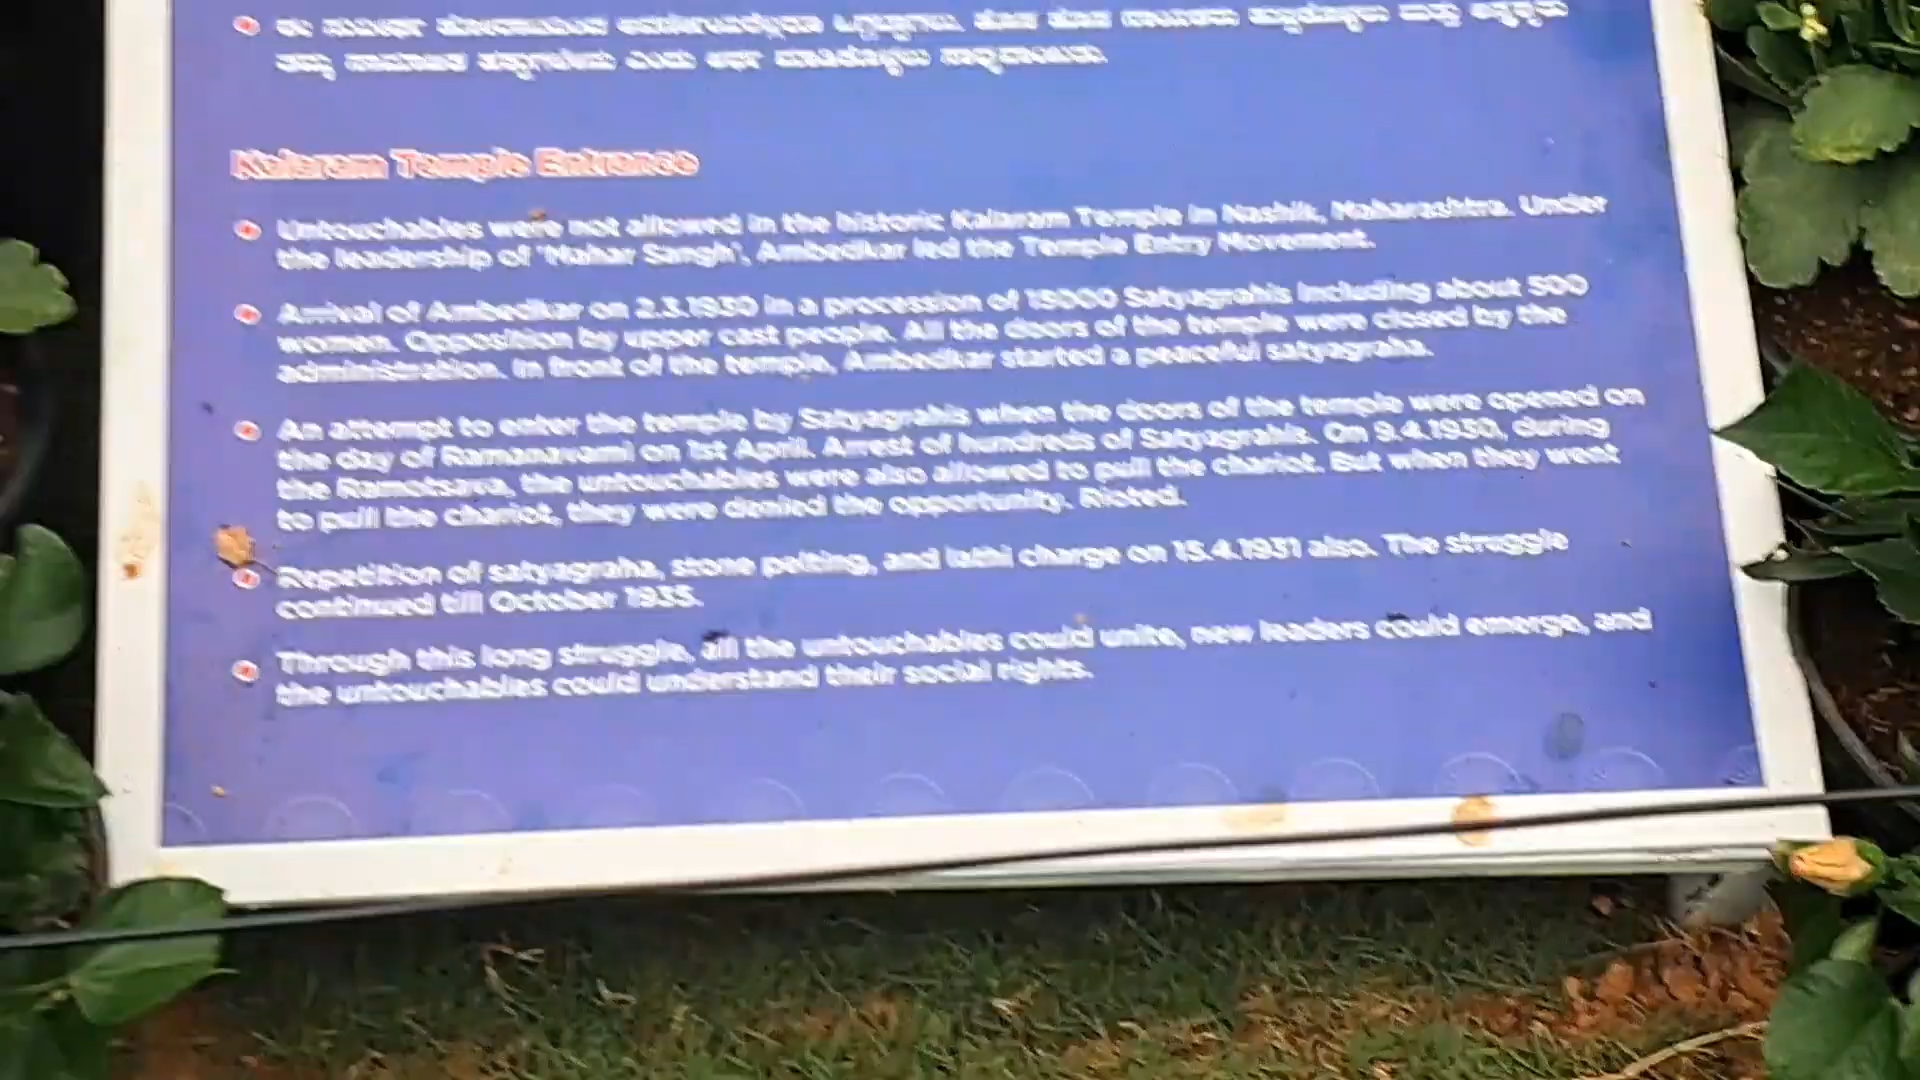 Kalaram Temple Entrance
Untouchables were not allowed in the historic Kalaram Temple in Nashik, Maharashtra. Under
the leadership of 'Mahar Sangh', Ambedkar led the Temple Entry Movement.
Arrival of Ambedkar on 2.3.1930 in a procession of 15000 Satyagrahis including about 500
women. Opposition by upper cast people. All the doors of the temple were closed by the
administration. In front of the temple, Ambedkar started a peaceful satyagraha.
An attempt to enter the temple by Satyagrahis when the doors of the temple were opened on
the day of Ramanavami on 1st April. Arrest of hundreds of Satyagrahis. On 9.4.1930, during
the Ramotsava, the untouchables were also allowed to pull the chariot. But when they went
to pull the chariot, they were denied the opportunity. Rioted.
Repetition of satyagraha, stone pelting, and lathi charge on 15.4.1931 also. The struggle
continued till October 1935.
Through this long struggle, all the untouchables could unite, new leaders could emerge, and
the untouchables could understand their social rights.